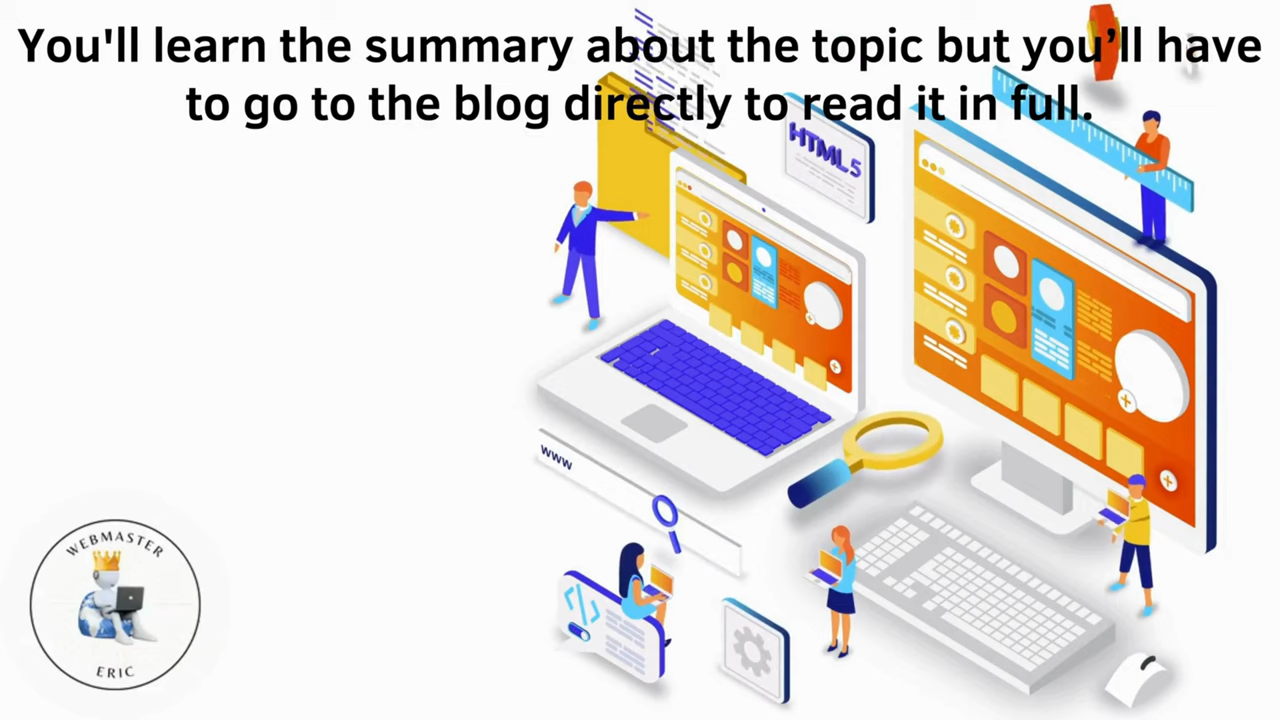 You'll learn the summary about the topic but you’ll have
to go to the blog directly to read it in full.
HTML5
www
</>
WEBMASTER
ERIC